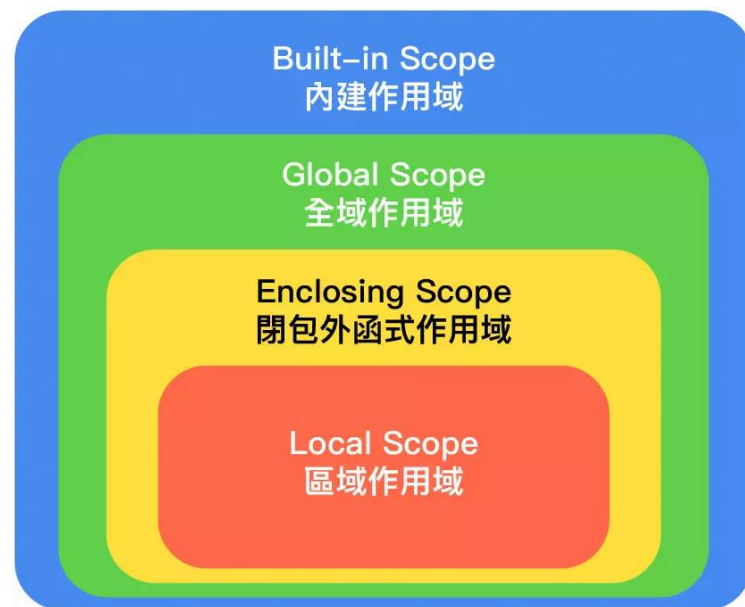 Built-in Scope
內建作用域
Global Scope
全域作用域
Enclosing Scope
閉包外函式作用域
Local Scope
區域作用域